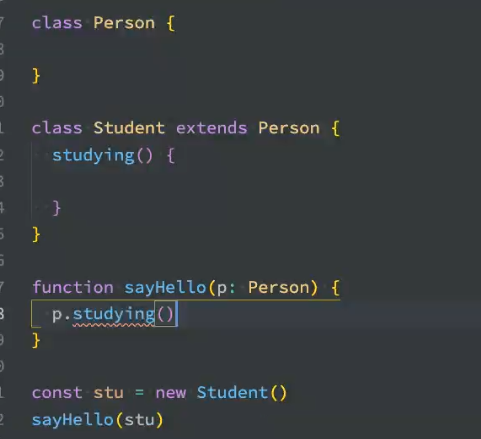 7 class Person {
8
9 }
0
1 class Student extends Person {
2 studying() {
3
4 }
5 }
6
7 function sayHello(p: Person) {
8 p.studying()
9 }
0
1 const stu = new Student()
2 sayHello(stu)